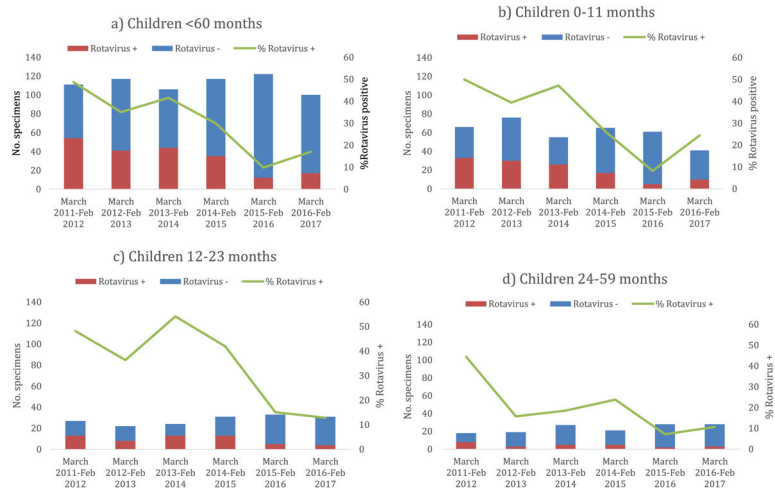 a) Children <60 months
Rotavirus + Rotavirus - % Rotavirus +
No. specimens
140
120
100
80
60
40
20
0
60
50
40
30
20
10
0
%Rotavirus positive
March March March March March March
2011-Feb 2012-Feb 2013-Feb 2014-Feb 2015-Feb 2016-Feb
2012 2013 2014 2015 2016 2017
b) Children 0-11 months
Rotavirus + Rotavirus - % Rotavirus +
No. specimens
140
120
100
80
60
40
20
0
60
50
40
30
20
10
0
% Rotavirus positive
March March March March March March
2011-Feb 2012-Feb 2013-Feb 2014-Feb 2015-Feb 2016-Feb
2012 2013 2014 2015 2016 2017
c) Children 12-23 months
Rotavirus + Rotavirus - % Rotavirus +
No. specimens
140
120
100
80
60
40
20
0
60
50
40
30
20
10
0
% Rotavirus +
March March March March March March
2011-Feb 2012-Feb 2013-Feb 2014-Feb 2015-Feb 2016-Feb
2012 2013 2014 2015 2016 2017
d) Children 24-59 months
Rotavirus + Rotavirus - % Rotavirus +
No. specimens
140
120
100
80
60
40
20
0
60
50
40
30
20
10
0
% Rotavirus +
March March March March March March
2011-Feb 2012-Feb 2013-Feb 2014-Feb 2015-Feb 2016-Feb
2012 2013 2014 2015 2016 2017